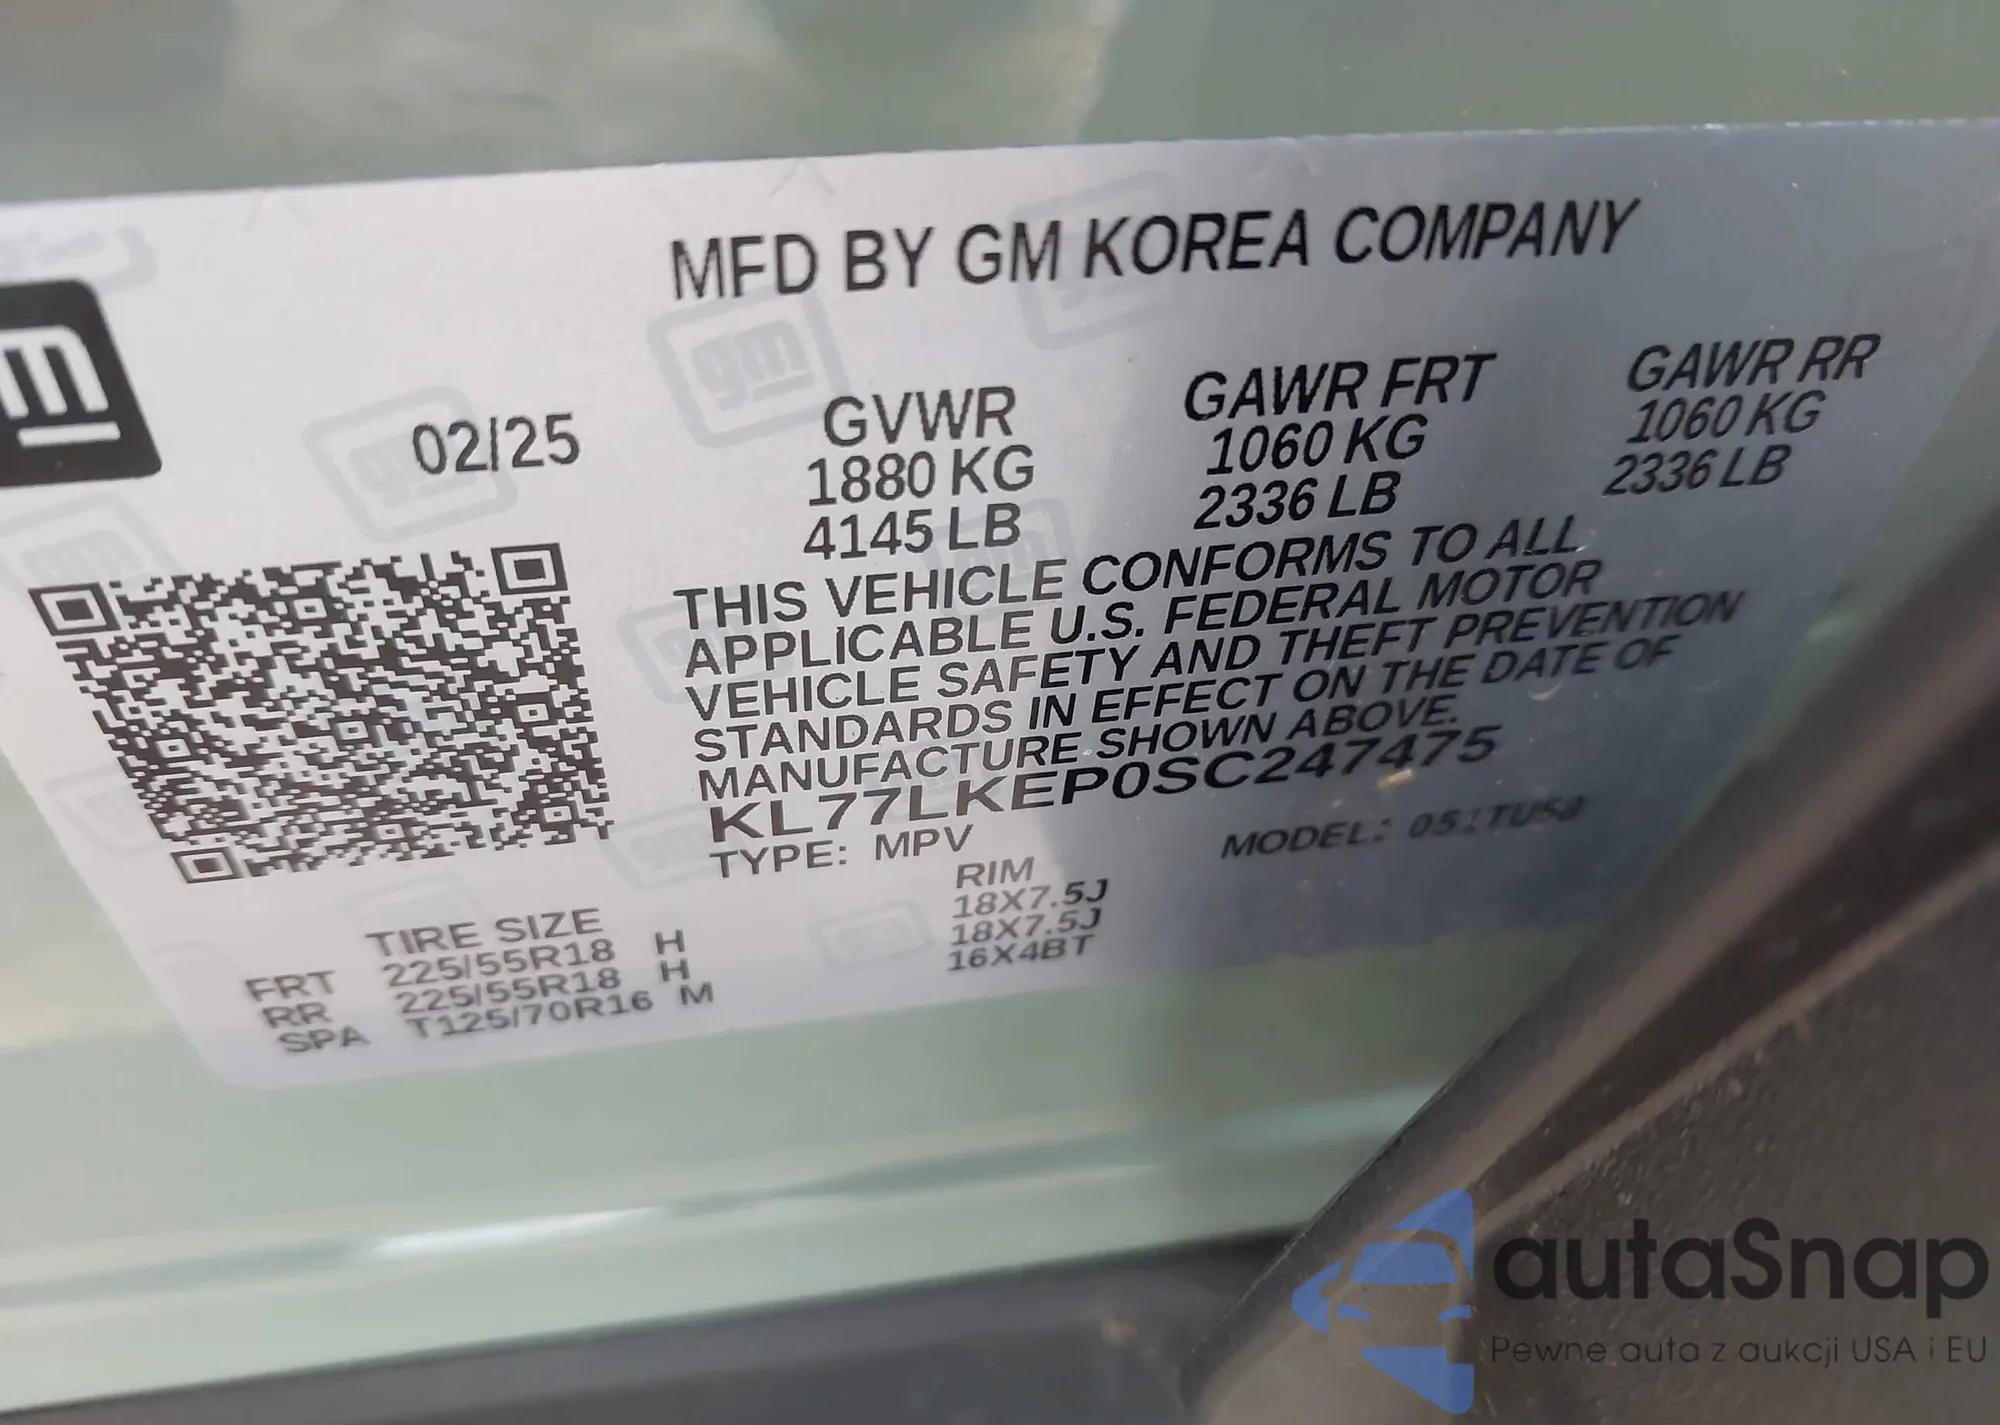 MFD BY GM KOREA COMPANY
02/25
GVWR
1880 KG
4145 LB
GAWR FRT
1060 KG
2336 LB
GAWR RR
1060 KG
2336 LB
THIS VEHICLE CONFORMS TO ALL
APPLICABLE U.S. FEDERAL MOTOR
VEHICLE SAFETY AND THEFT PREVENTION
STANDARDS IN EFFECT ON THE DATE OF
MANUFACTURE SHOWN ABOVE.
KL77LKEP0SC247475
TYPE: MPV MODEL:
TIRE SIZE RIM
FRT 225/55R18 H 18X7.5J
RR 225/55R18 H 18X7.5J
SPA T125/70R16 M 16X4BT
autaSnap
Pewne auta z aukcji USA i EU